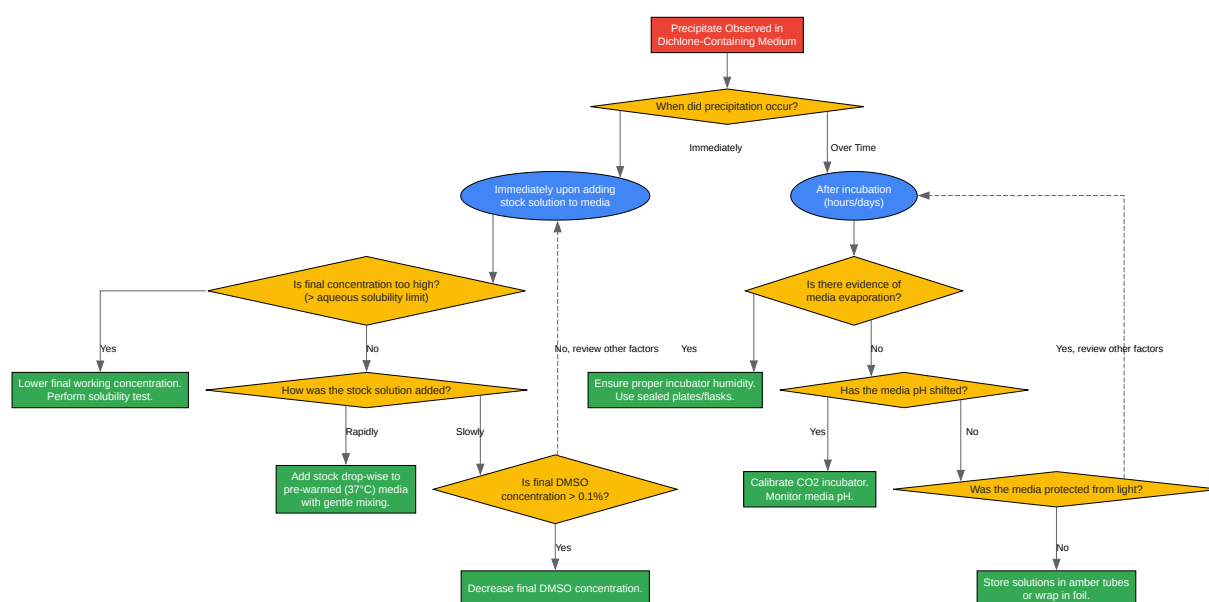 Precipitate Observed in
Dichlone-Containing Medium
When did precipitation occur?
Immediately
Over Time
Immediately upon adding
stock solution to media
After incubation
(hours/days)
Is final concentration too high?
(> aqueous solubility limit)
Is there evidence of
media evaporation?
Yes
No
No, review other factors
Yes
No
Yes, review other factors
Lower final working concentration.
Perform solubility test.
How was the stock solution added?
Ensure proper incubator humidity.
Use sealed plates/flasks.
Has the media pH shifted?
Rapidly
Slowly
Yes
No
Add stock drop-wise to
pre-warmed (37°C) media
with gentle mixing.
Is final DMSO
concentration > 0.1%?
Calibrate CO2 incubator.
Monitor media pH.
Was the media protected from light?
Yes
No
Decrease final DMSO concentration.
Store solutions in amber tubes
or wrap in foil.